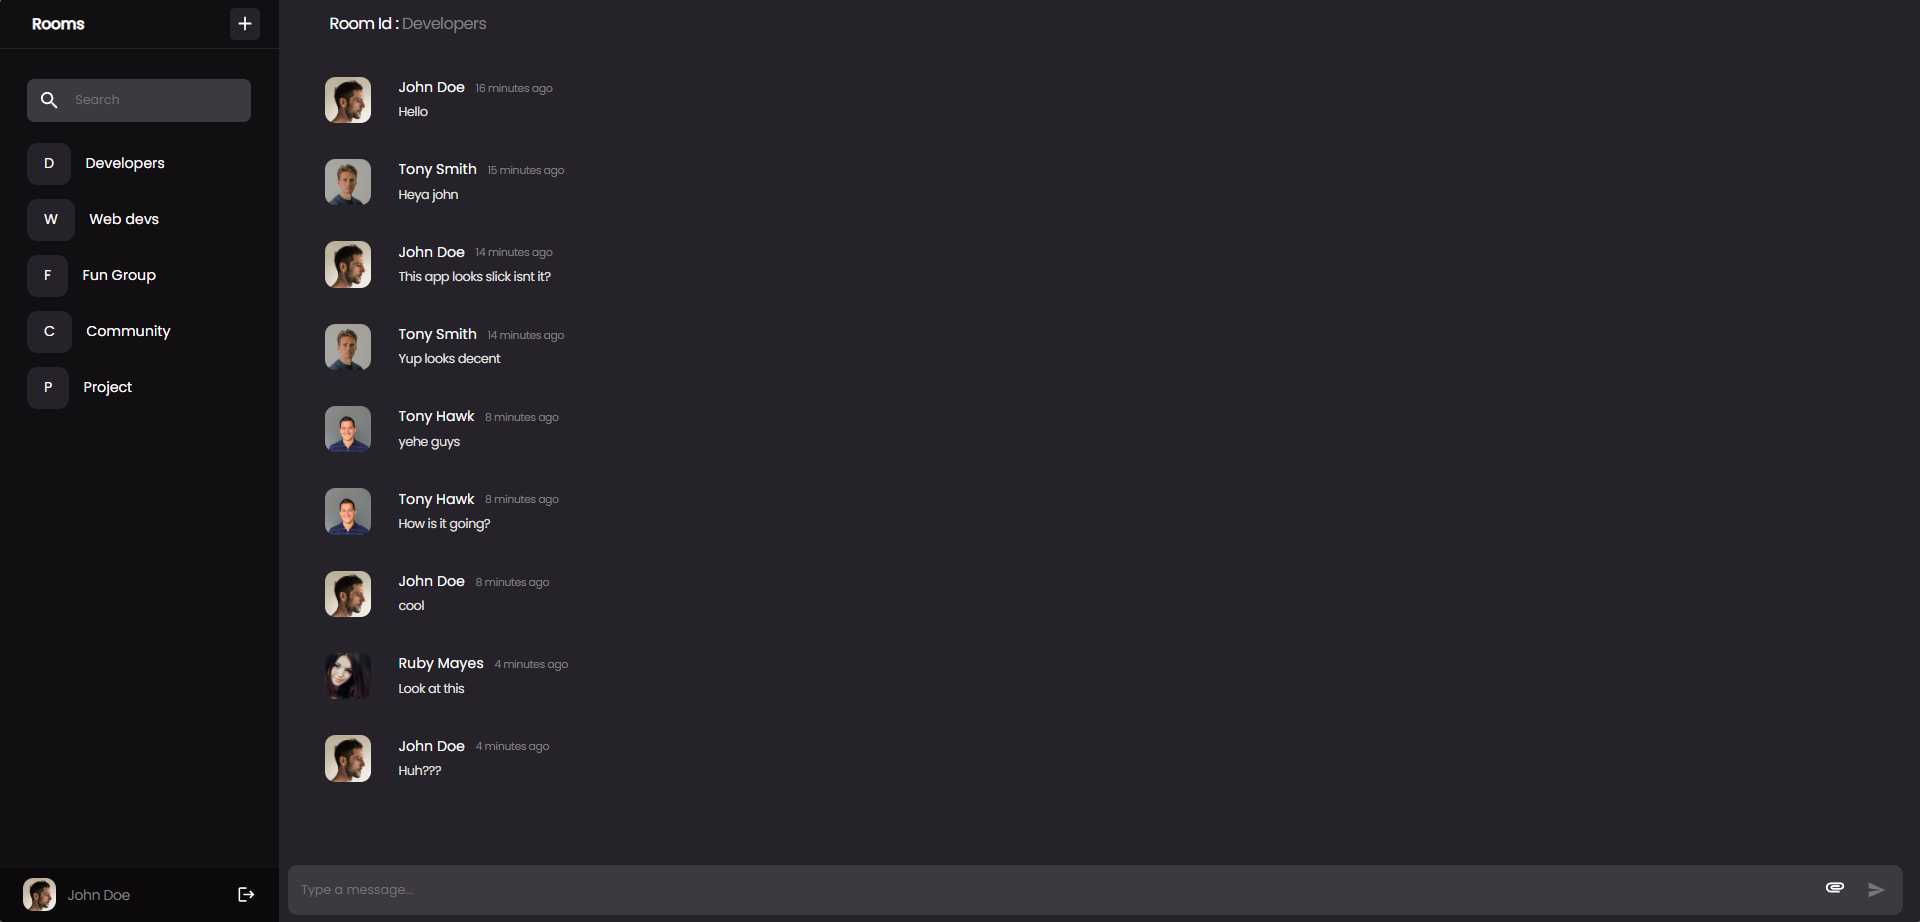 Rooms
Search
D Developers
W Web devs
F Fun Group
C Community
P Project
John Doe
Room Id : Developers
John Doe 16 minutes ago
Hello
Tony Smith 15 minutes ago
Heya john
John Doe 14 minutes ago
This app looks slick isnt it?
Tony Smith 14 minutes ago
Yup looks decent
Tony Hawk 8 minutes ago
yehe guys
Tony Hawk 8 minutes ago
How is it going?
John Doe 8 minutes ago
cool
Ruby Mayes 4 minutes ago
Look at this
John Doe 4 minutes ago
Huh???
Type a message...